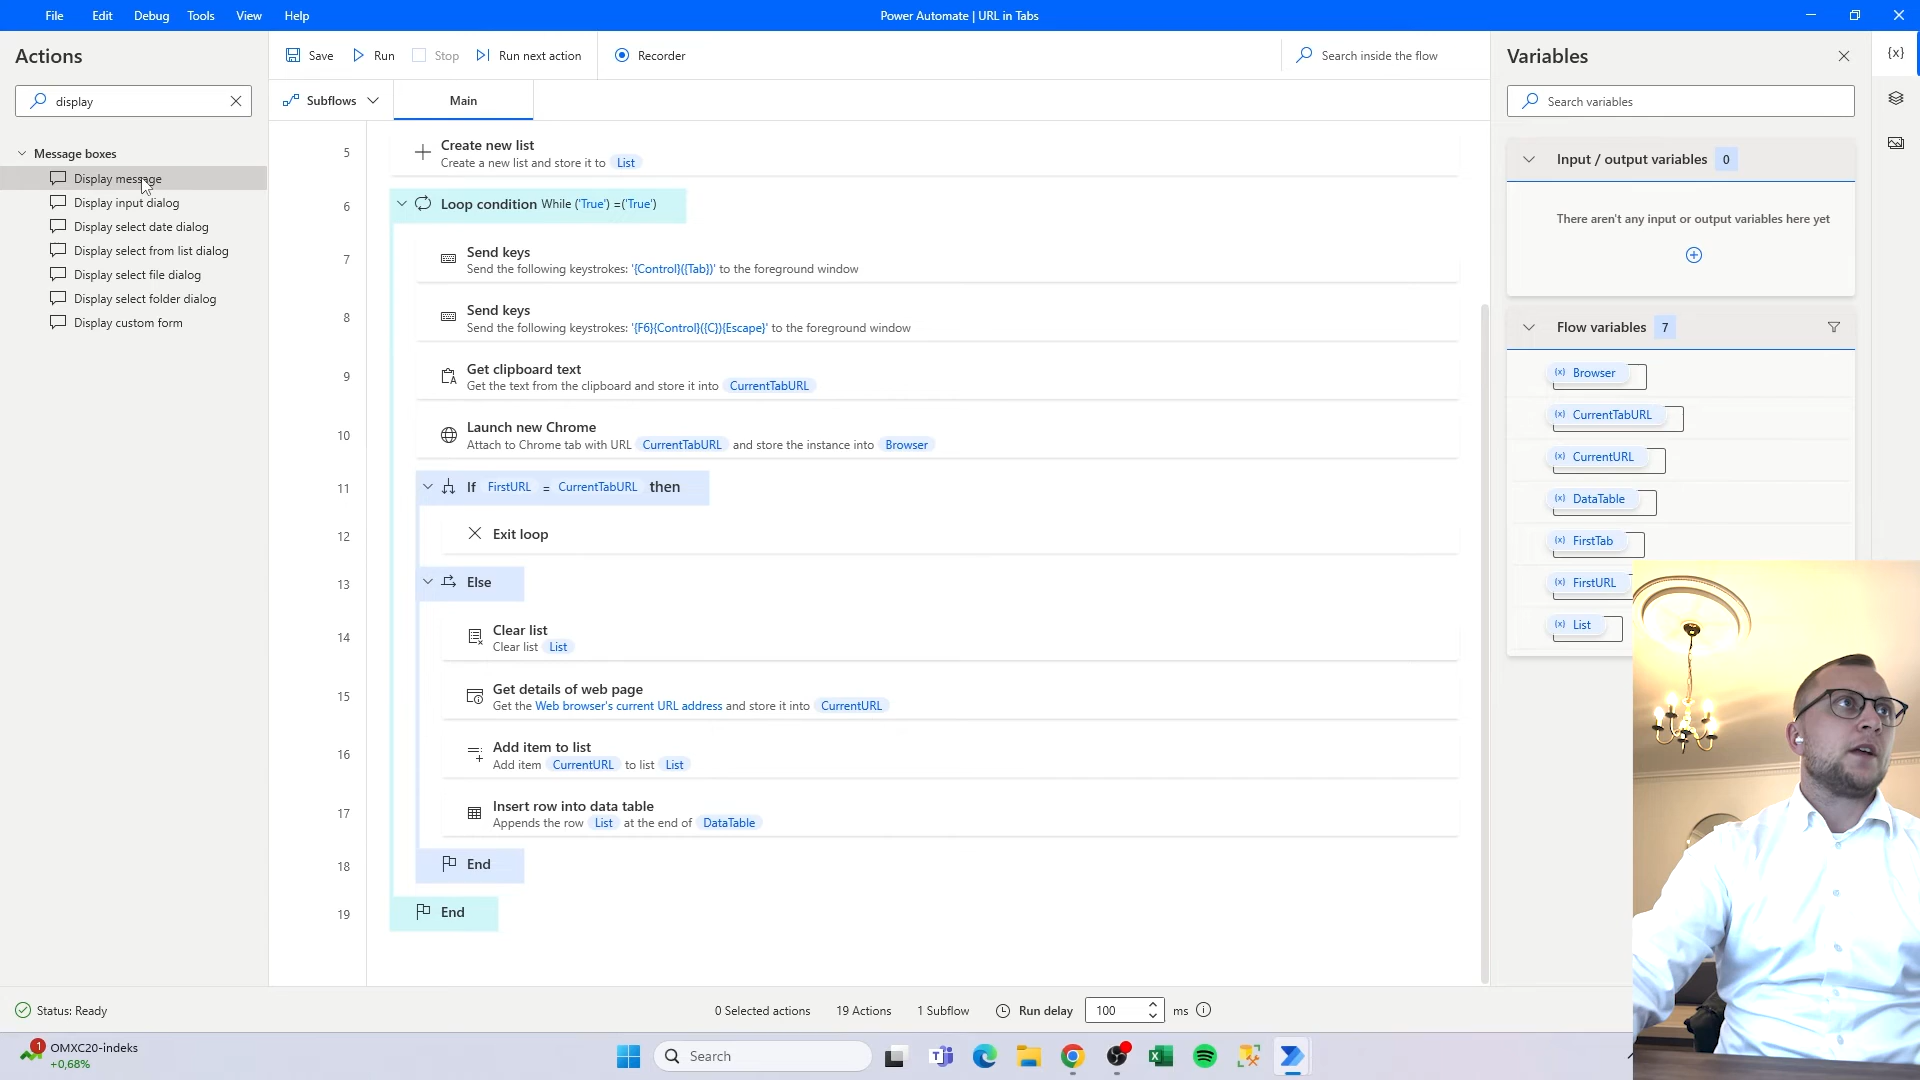 File Edit Debug Tools View Help
Power Automate | URL in Tabs
Actions
display
Message boxes
Display message
Display input dialog
Display select date dialog
Display select from list dialog
Display select file dialog
Display select folder dialog
Display custom form
Save Run Stop Run next action Recorder
Search inside the flow
Subflows
Main
5
Create new list
Create a new list and store it to List
6
Loop condition While ('True') =('True')
7
Send keys
Send the following keystrokes: '{Control}({Tab})' to the foreground window
8
Send keys
Send the following keystrokes: '{F6}{Control}({C}){Escape}' to the foreground window
9
Get clipboard text
Get the text from the clipboard and store it into CurrentTabURL
10
Launch new Chrome
Attach to Chrome tab with URL CurrentTabURL and store the instance into Browser
11
If FirstURL = CurrentTabURL then
12
Exit loop
13
Else
14
Clear list
Clear list List
15
Get details of web page
Get the Web browser's current URL address and store it into CurrentURL
16
Add item to list
Add item CurrentURL to list List
17
Insert row into data table
Appends the row List at the end of DataTable
18
End
19
End
Variables
{x}
Search variables
Input / output variables 0
There aren't any input or output variables here yet
Flow variables 7
(x) Browser
(x) CurrentTabURL
(x) CurrentURL
(x) DataTable
(x) FirstTab
(x) FirstURL
(x) List
Status: Ready
0 Selected actions 19 Actions 1 Subflow Run delay 100 ms
1
OMXC20-indeks
+0,68%
Search